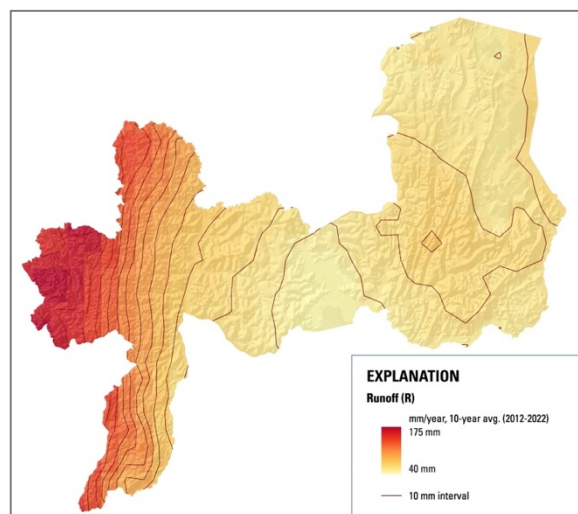 EXPLANATION
Runoff (R)
mm/year, 10-year avg. (2012-2022)
175 mm
40 mm
10 mm interval